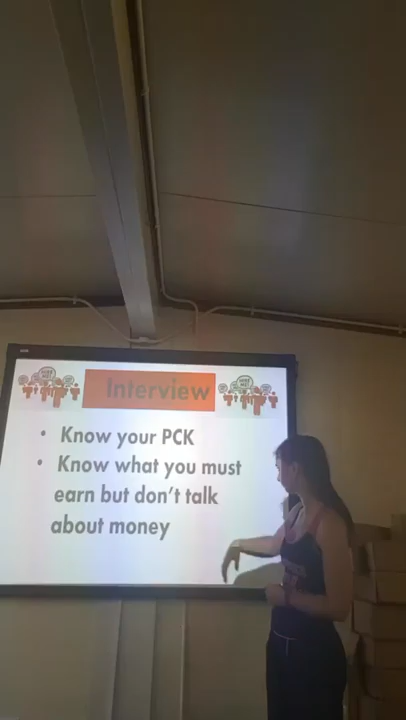 Interview
• Know your PCK
• Know what you must
earn but don't talk
about money